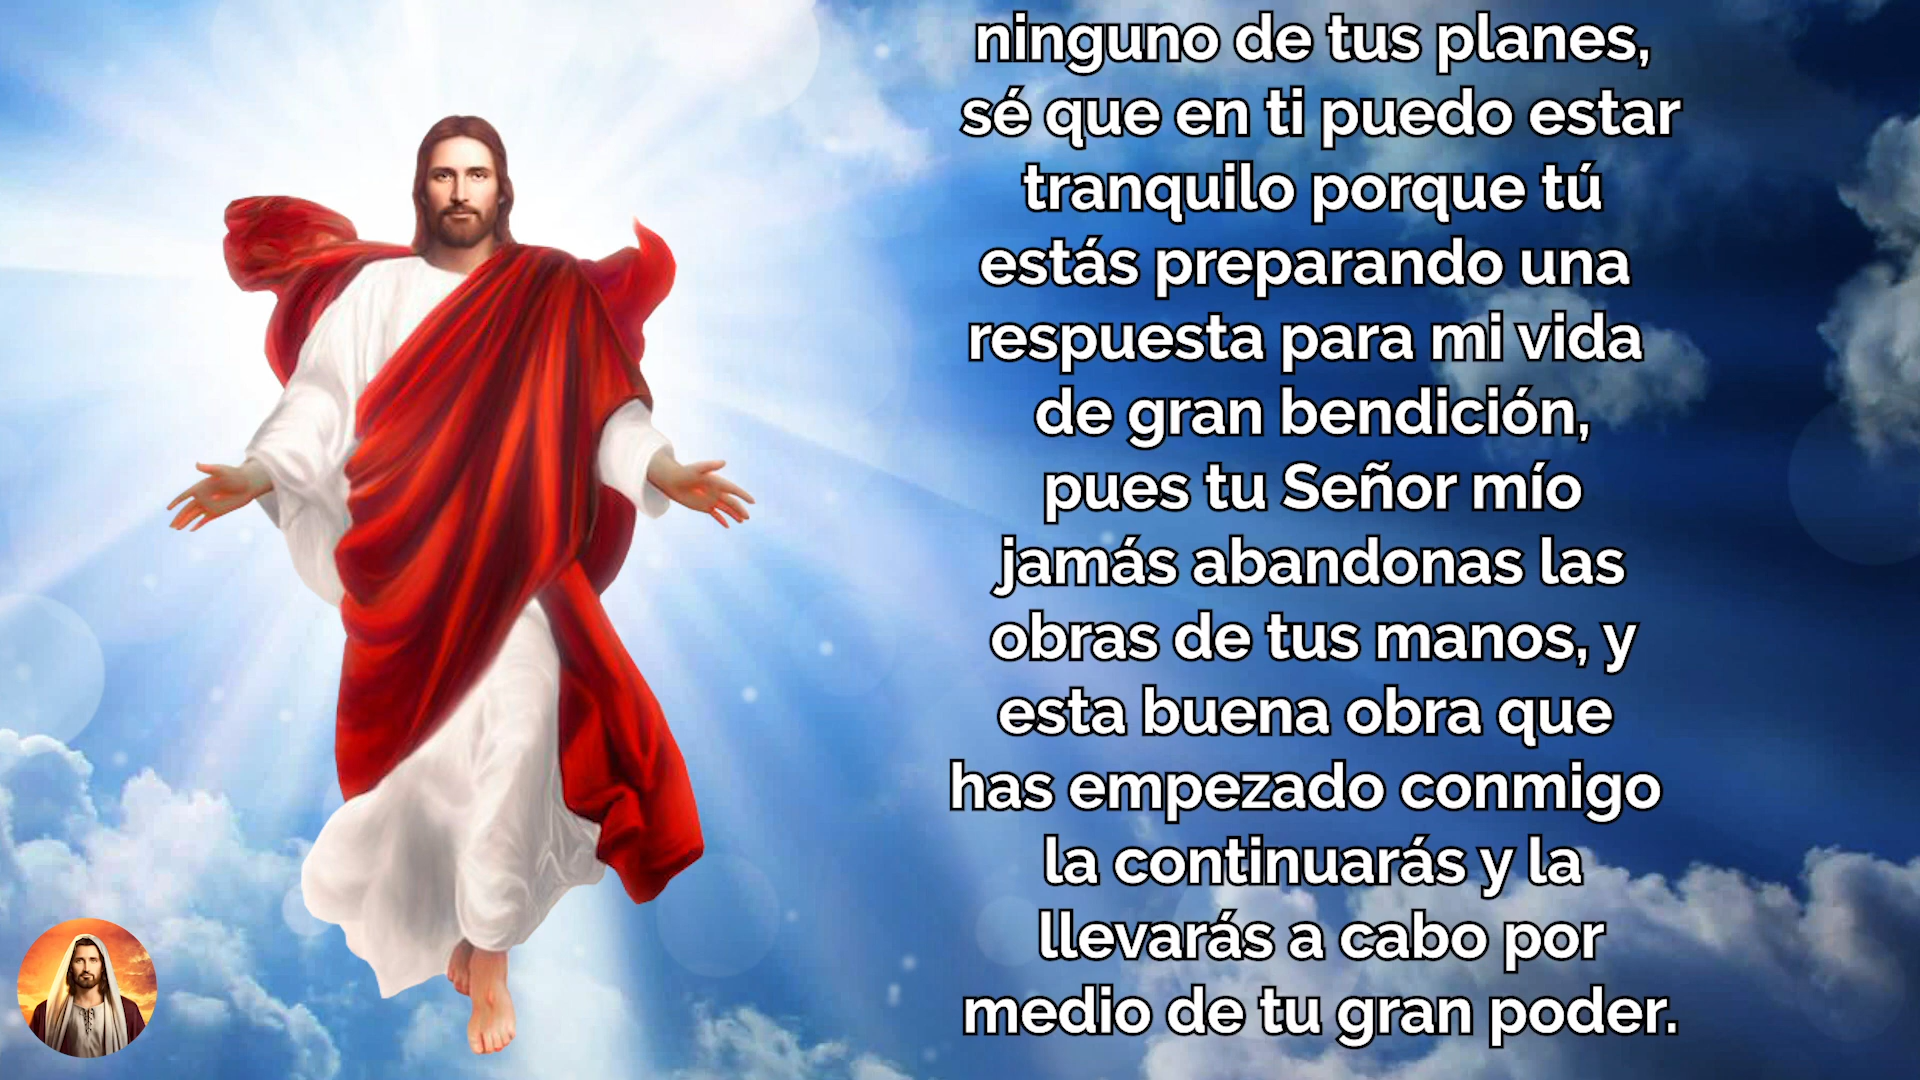 ninguno de tus planes,
sé que en ti puedo estar
tranquilo porque tú
estás preparando una
respuesta para mi vida
de gran bendición,
pues tu Señor mío
jamás abandonas las
obras de tus manos, y
esta buena obra que
has empezado conmigo
la continuarás y la
llevarás a cabo por
medio de tu gran poder.